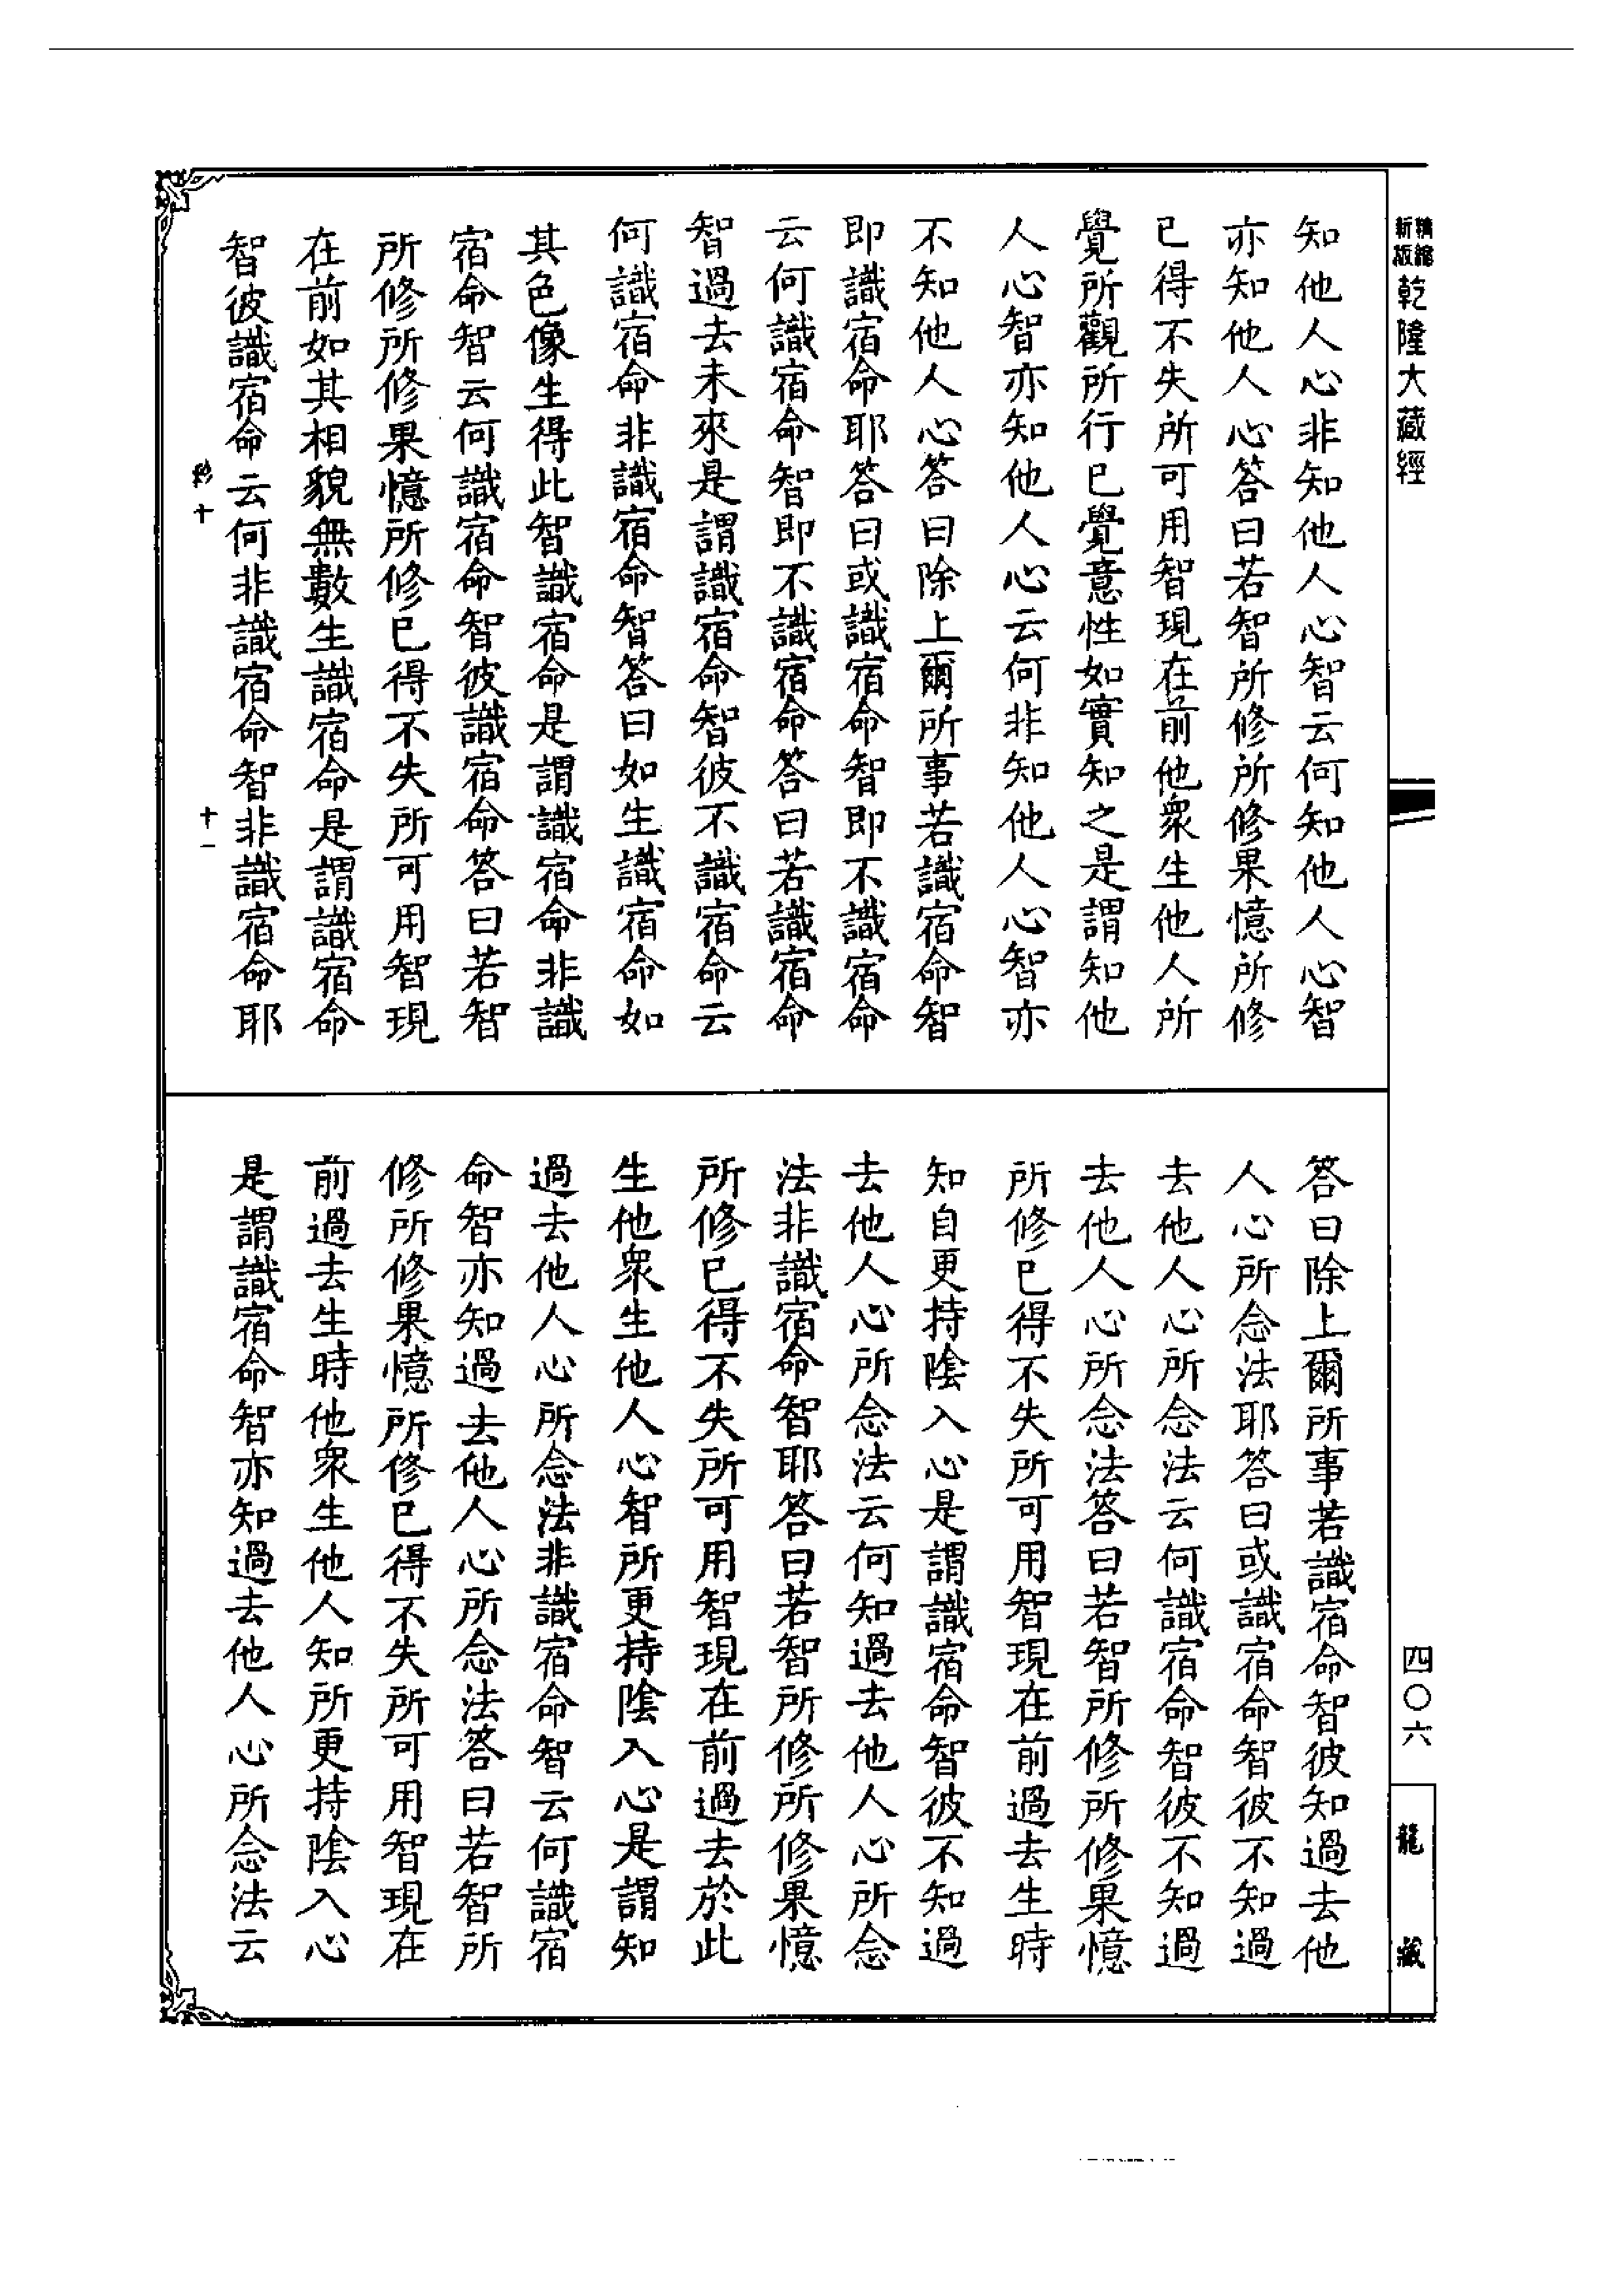 精縮新版乾隆大藏經
知他人心非知他人心智云何知他人心智
亦知他人心答曰若智所修所修果憶所修
已得不失所可用智現在前他眾生他人所
覺所觀所行已覺意性如實知之是謂知他
人心智亦知他人心云何非知他人心智亦
不知他人心答曰除上爾所事若識宿命智
即識宿命耶答曰或識宿命智即不識宿命
云何識宿命智即不識宿命答曰若識宿命
智過去未來是謂識宿命智彼不識宿命云
何識宿命非識宿命智答曰如生識宿命如
其色像生得此智識宿命是謂識宿命非識
宿命智云何識宿命智彼識宿命答曰若智
所修所修果憶所修已得不失所可用智現
在前如其相貌無數生識宿命是謂識宿命
智彼識宿命云何非識宿命智非識宿命耶
十
十一
答曰除上爾所事若識宿命智彼知過去他
人心所念法耶答曰或識宿命智彼不知過
去他人心所念法云何識宿命智彼不知過
去他人心所念法答曰若智所修所修果憶
所修已得不失所可用智現在前過去生時
知自更持陰入心是謂識宿命智彼不知過
去他人心所念法云何知過去他人心所念
法非識宿命智耶答曰若智所修所修果憶
所修已得不失所可用智現在前過去於此
生他眾生他人心智所更持陰入心是謂知
過去他人心所念法非識宿命智云何識宿
命智亦知過去他人心所念法答曰若智所
修所修果憶所修已得不失所可用智現在
前過去生時他眾生他人知所更持陰入心
是謂識宿命智亦知過去他人心所念法云
四〇六
龍藏